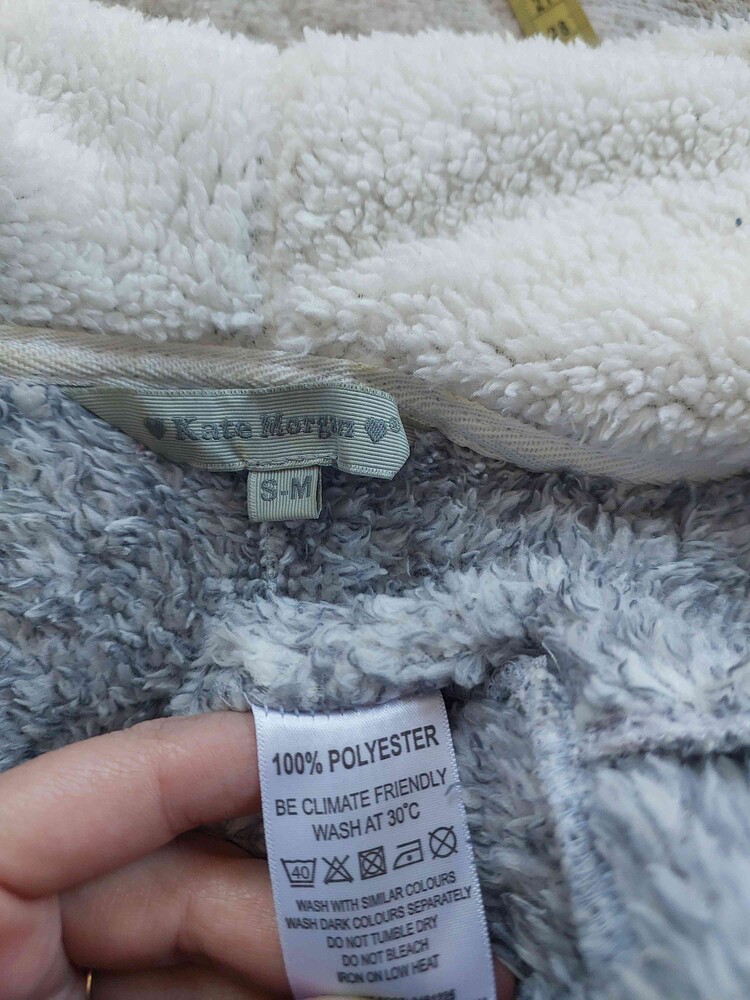 28
Kate Morgan
S-M
100% POLYESTER
BE CLIMATE FRIENDLY
WASH AT 30°C
40
WASH WITH SIMILAR COLOURS
WASH DARK COLOURS SEPARATELY
DO NOT TUMBLE DRY
DO NOT BLEACH
IRON ON LOW HEAT